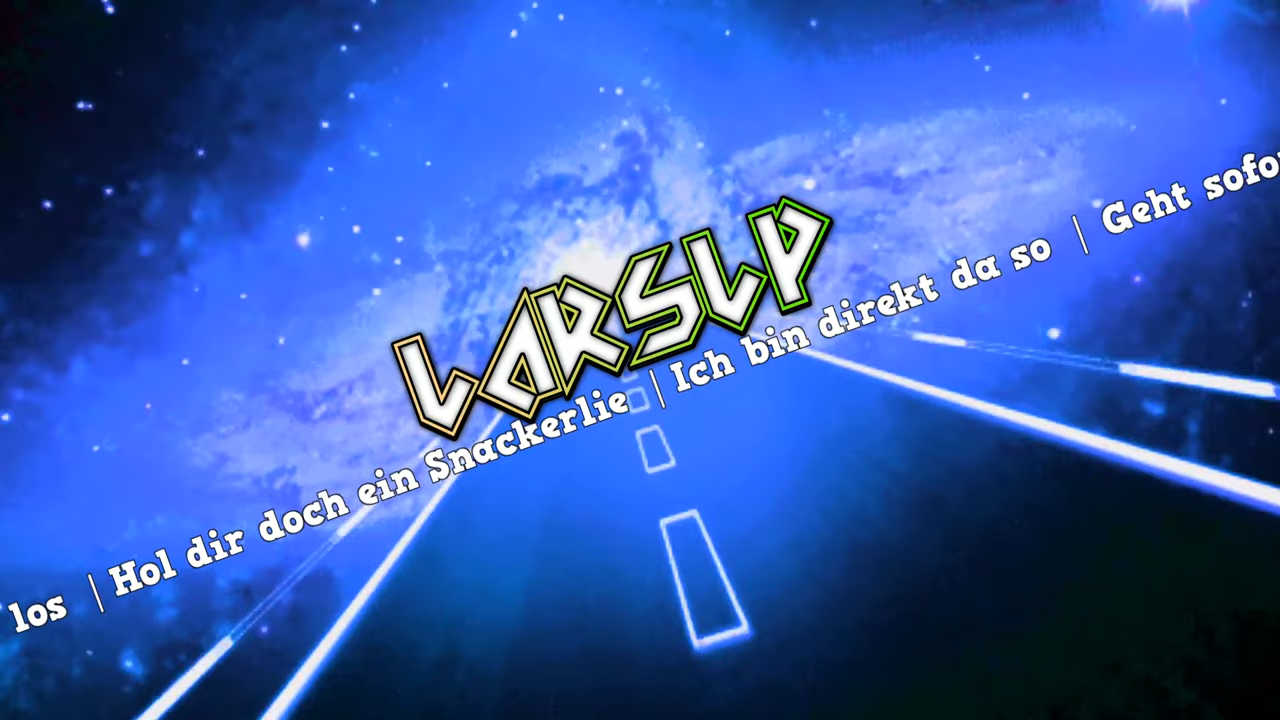 LARSLP
los | Hol dir doch ein Snackerlie | Ich bin direkt da so | Geht sofo